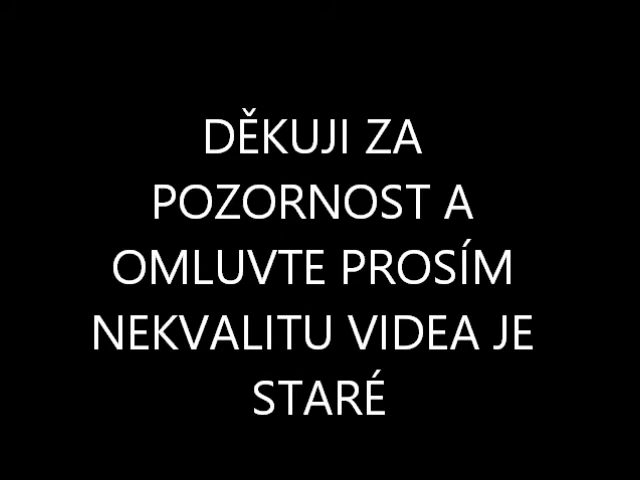 DĚKUJI ZA
POZORNOST A
OMLUVTE PROSÍM
NEKVALITU VIDEA JE
STARÉ